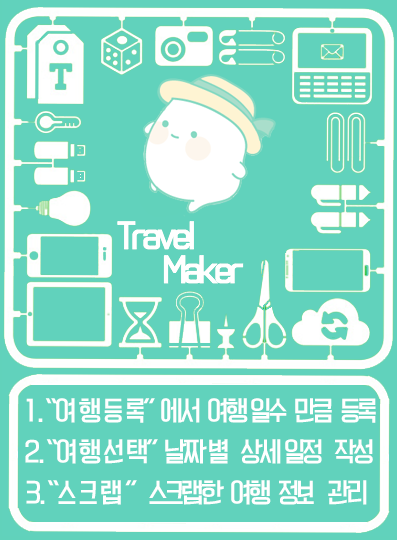 T
Travel
Maker
1."여행등록" 에서 여행일수 만큼 등록
2."여행선택" 날짜별 상세일정 작성
3."스크랩" 스크랩한 여행 정보 관리